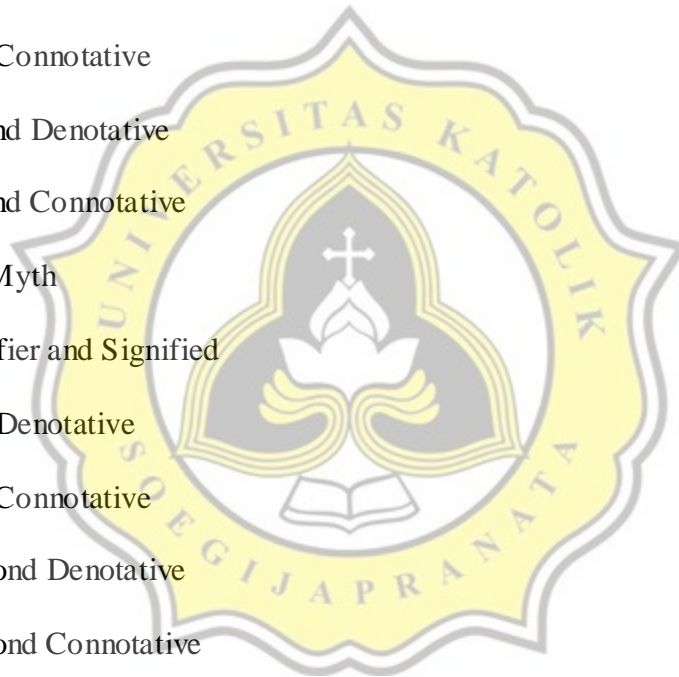 Connotative
nd Denotative
nd Connotative
Myth
fier and Signified
Denotative
Connotative
ond Denotative
ond Connotative
UNIVERSITAS KATOLIK
SOEGIJAPRANATA